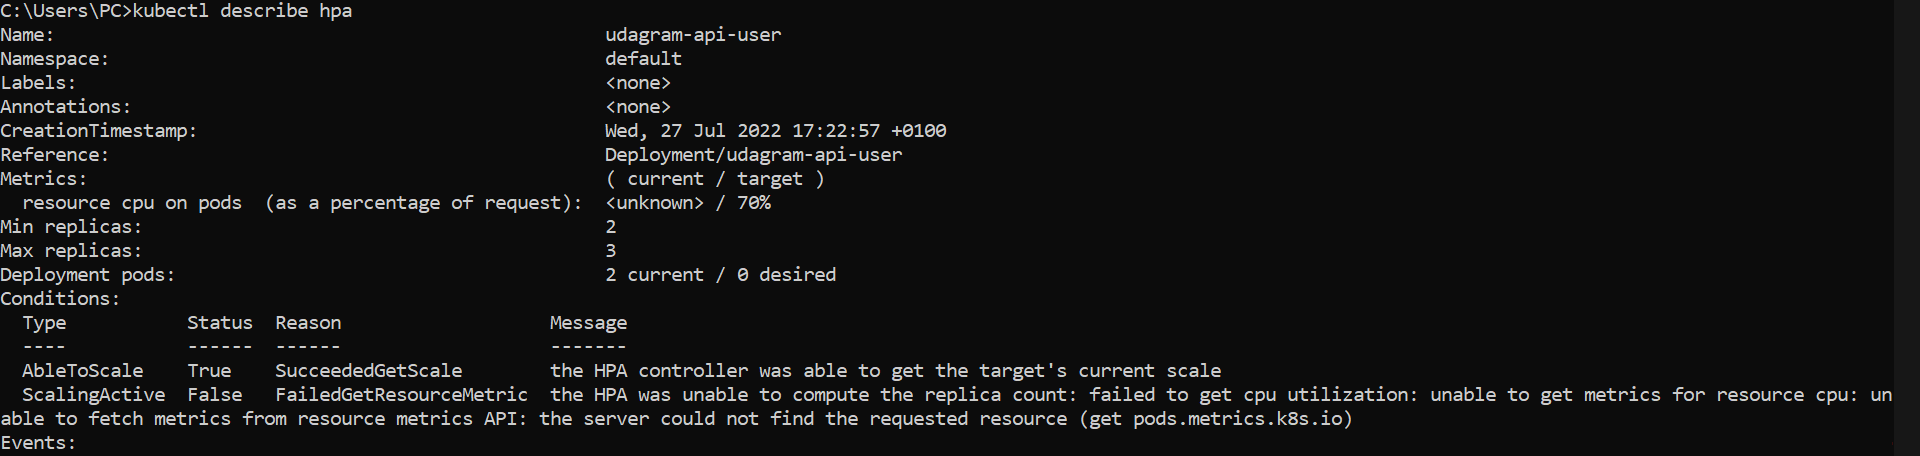 C:\Users\PC>kubectl describe hpa
Name:                                                  udagram-api-user
Namespace:                                             default
Labels:                                                <none>
Annotations:                                           <none>
CreationTimestamp:                                     Wed, 27 Jul 2022 17:22:57 +0100
Reference:                                             Deployment/udagram-api-user
Metrics:                                               ( current / target )
  resource cpu on pods  (as a percentage of request):  <unknown> / 70%
Min replicas:                                          2
Max replicas:                                          3
Deployment pods:                                       2 current / 0 desired
Conditions:
  Type           Status  Reason                   Message
  ----           ------  ------                   -------
  AbleToScale    True    SucceededGetScale        the HPA controller was able to get the target's current scale
  ScalingActive  False   FailedGetResourceMetric  the HPA was unable to compute the replica count: failed to get cpu utilization: unable to get metrics for resource cpu: un
able to fetch metrics from resource metrics API: the server could not find the requested resource (get pods.metrics.k8s.io)
Events: